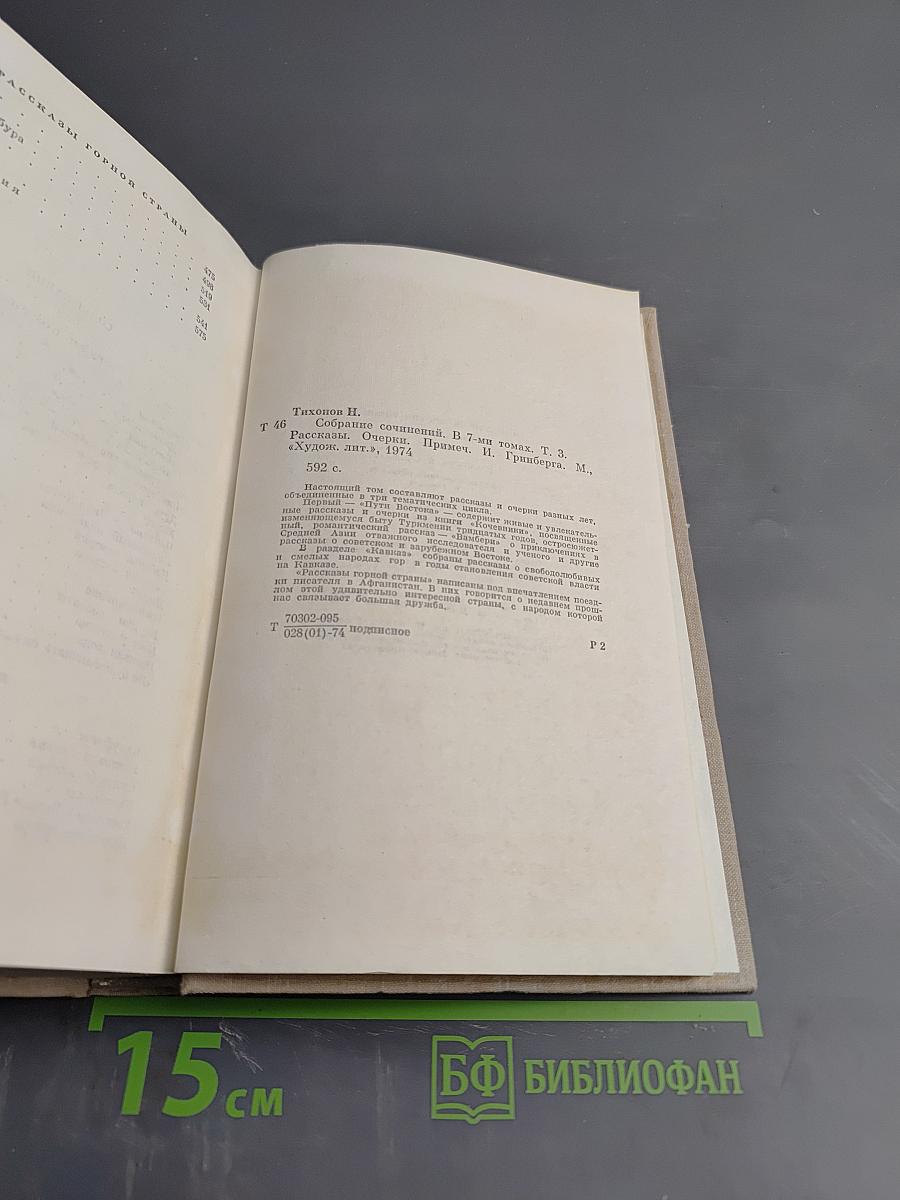 РАССКАЗЫ ГОРНОЙ СТРАНЫ
475
498
519
531
541
575
Тихонов Н.
Т 46 Собрание сочинений. В 7-ми томах. Т. 3.
Рассказы. Очерки. Примеч. И. Гринберга. М.,
«Худож. лит.», 1974
592 с.
Настоящий том составляют рассказы и очерки разных лет,
объединенные в три тематических цикла.
Первый — «Пути Востока» — содержит живые и увлекатель-
ные рассказы и очерки из книги «Кочевники», посвященные
изменяющемуся быту Туркмении тридцатых годов, остросюжет-
ный, романтический рассказ — «Вамбери» о приключениях в
Средней Азии отважного исследователя и ученого и другие
рассказы о советском и зарубежном Востоке.
В разделе «Кавказ» собраны рассказы о свободолюбивых
и смелых народах гор в годы становления советской власти
на Кавказе.
«Рассказы горной страны» написаны под впечатлением поезд-
ки писателя в Афганистан. В них говорится о недавнем прош-
лом этой удивительно интересной страны, с народом которой
нас связывает большая дружба.
70302-095
Т 028(01)-74 подписное
Р 2
15 см
БФ БИБЛИОФАН